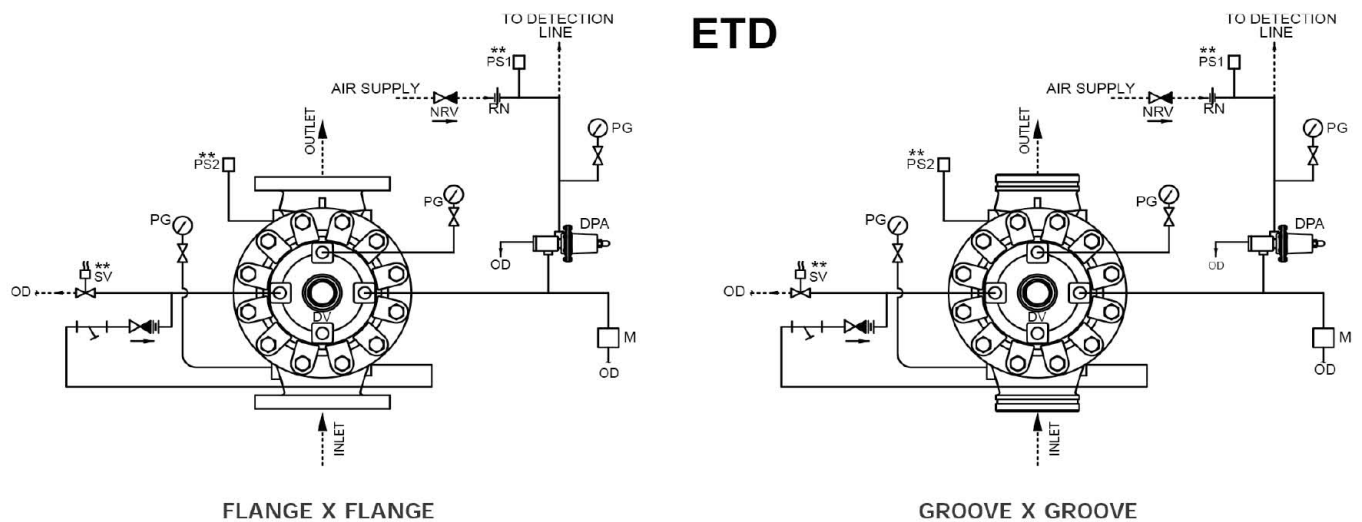 ETD
TO DETECTION
LINE
**
PS1
AIR SUPPLY
NRV
RN
PG
OUTLET
**
PS2
PG
PG
DPA
OD
**
SV
OD
DV
M
OD
INLET
FLANGE X FLANGE
TO DETECTION
LINE
**
PS1
AIR SUPPLY
NRV
RN
PG
OUTLET
**
PS2
PG
PG
DPA
OD
**
SV
OD
DV
M
OD
INLET
GROOVE X GROOVE